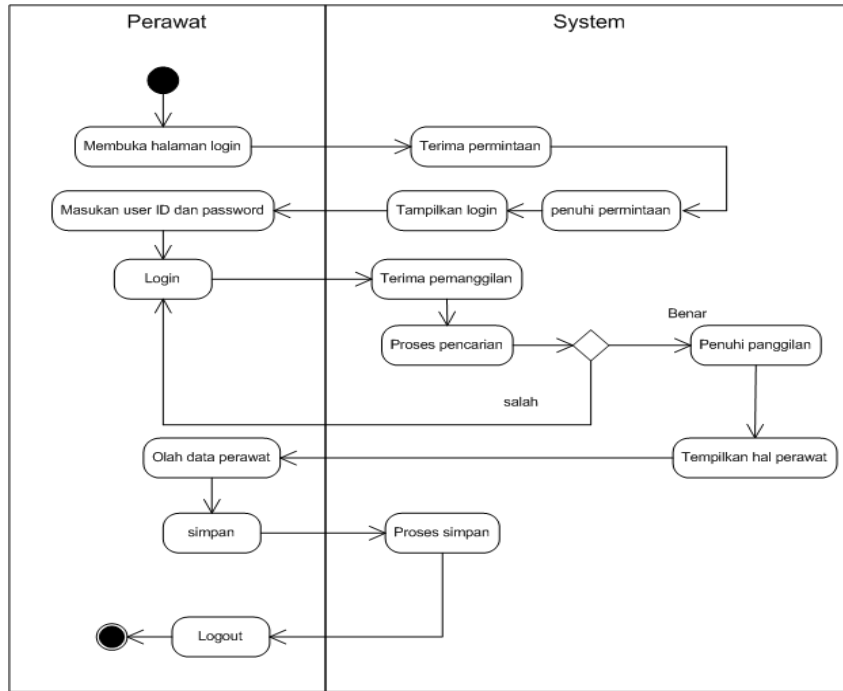 Perawat
System
Membuka halaman login
Terima permintaan
Masukan user ID dan password
Tampilkan login
penuhi permintaan
Login
Terima pemanggilan
Benar
Proses pencarian
Penuhi panggilan
salah
Olah data perawat
Tempilkan hal perawat
simpan
Proses simpan
Logout